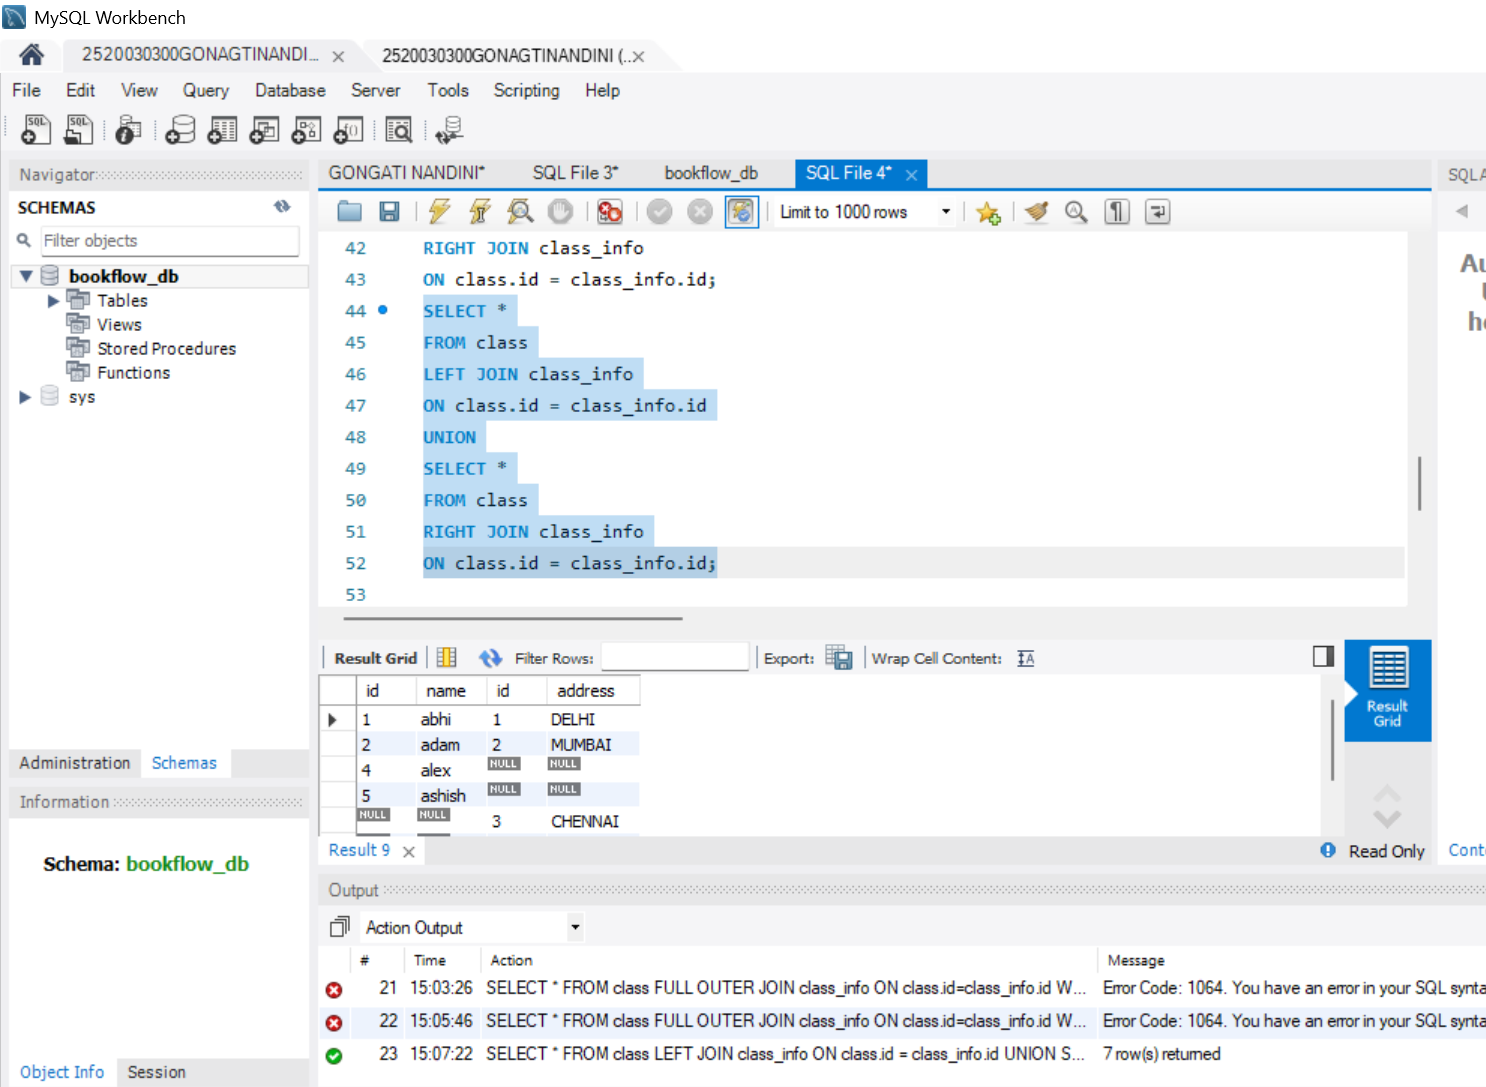 MySQL Workbench
2520030300GONAGTINANDI... ×
2520030300GONAGTINANDINI (..×
File Edit View Query Database Server Tools Scripting Help
Navigator
SCHEMAS
Filter objects
bookflow_db
Tables
Views
Stored Procedures
Functions
sys
Administration Schemas
Information
Schema: bookflow_db
Object Info Session
GONGATI NANDINI* SQL File 3* bookflow_db SQL File 4* ×
Limit to 1000 rows
42 RIGHT JOIN class_info
43 ON class.id = class_info.id;
44 SELECT *
45 FROM class
46 LEFT JOIN class_info
47 ON class.id = class_info.id
48 UNION
49 SELECT *
50 FROM class
51 RIGHT JOIN class_info
52 ON class.id = class_info.id;
53
Result Grid Filter Rows: Export: Wrap Cell Content:
id name id address
1 abhi 1 DELHI
2 adam 2 MUMBAI
4 alex NULL NULL
5 ashish NULL NULL
NULL NULL 3 CHENNAI
Result
Grid
Result 9 × Read Only
Output
Action Output
# Time Action Message
21 15:03:26 SELECT * FROM class FULL OUTER JOIN class_info ON class.id=class_info.id W... Error Code: 1064. You have an error in your SQL synta
22 15:05:46 SELECT * FROM class FULL OUTER JOIN class_info ON class.id=class_info.id W... Error Code: 1064. You have an error in your SQL synta
23 15:07:22 SELECT * FROM class LEFT JOIN class_info ON class.id = class_info.id UNION S... 7 row(s) returned
SQLA
Au
he
Conte